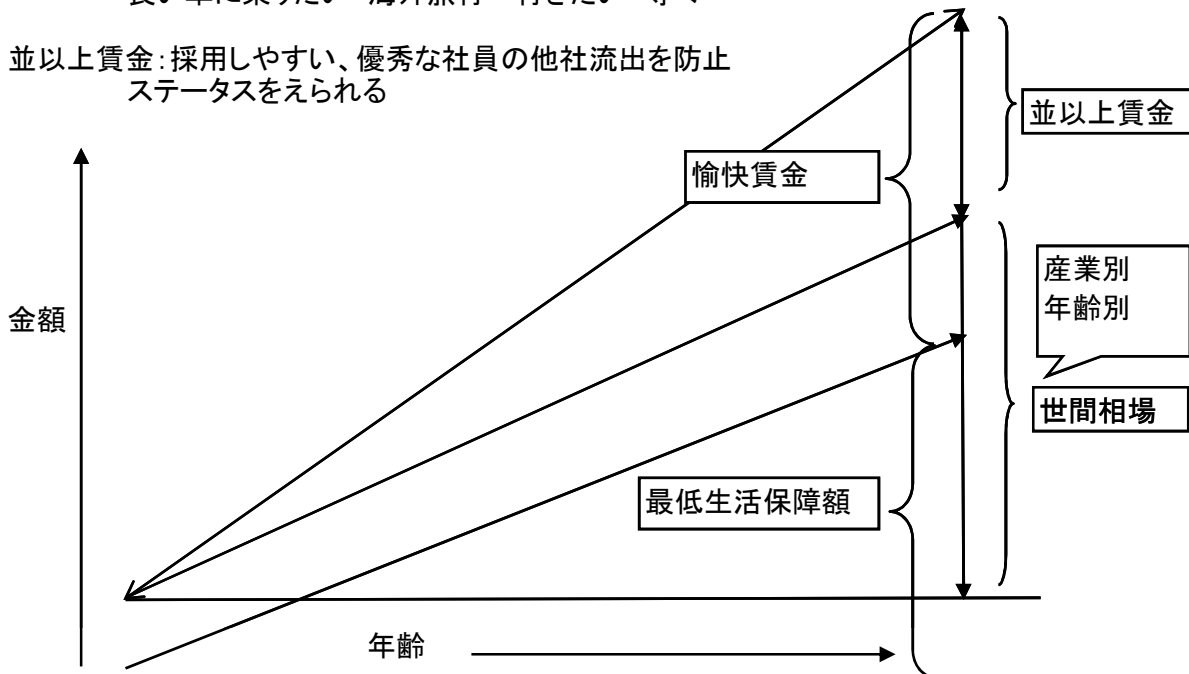 並以上賃金：採用しやすい、優秀な社員の他社流出を防止
ステータスをえられる
並以上賃金
愉快賃金
産業別
年齢別
金額
世間相場
最低生活保障額
年齢